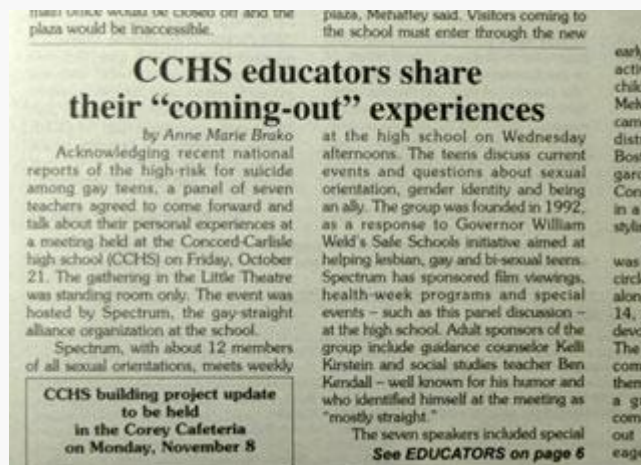 main office would be closed off and the
plaza would be inaccessible.
plaza, Mehaffey said. Visitors coming to
the school must enter through the new
CCHS educators share
their “coming-out” experiences
by Anne Marie Brako
Acknowledging recent national
reports of the high-risk for suicide
among gay teens, a panel of seven
teachers agreed to come forward and
talk about their personal experiences at
a meeting held at the Concord-Carlisle
high school (CCHS) on Friday, October
21. The gathering in the Little Theatre
was standing room only. The event was
hosted by Spectrum, the gay-straight
alliance organization at the school.
Spectrum, with about 12 members
of all sexual orientations, meets weekly
at the high school on Wednesday
afternoons. The teens discuss current
events and questions about sexual
orientation, gender identity and being
an ally. The group was founded in 1992,
as a response to Governor William
Weld's Safe Schools initiative aimed at
helping lesbian, gay and bi-sexual teens.
Spectrum has sponsored film viewings,
health-week programs and special
events – such as this panel discussion –
at the high school. Adult sponsors of the
group include guidance counselor Kelli
Kirstein and social studies teacher Ben
Kendall – well known for his humor and
who identified himself at the meeting as
“mostly straight.”
The seven speakers included special
See EDUCATORS on page 6
CCHS building project update
to be held
in the Corey Cafeteria
on Monday, November 8